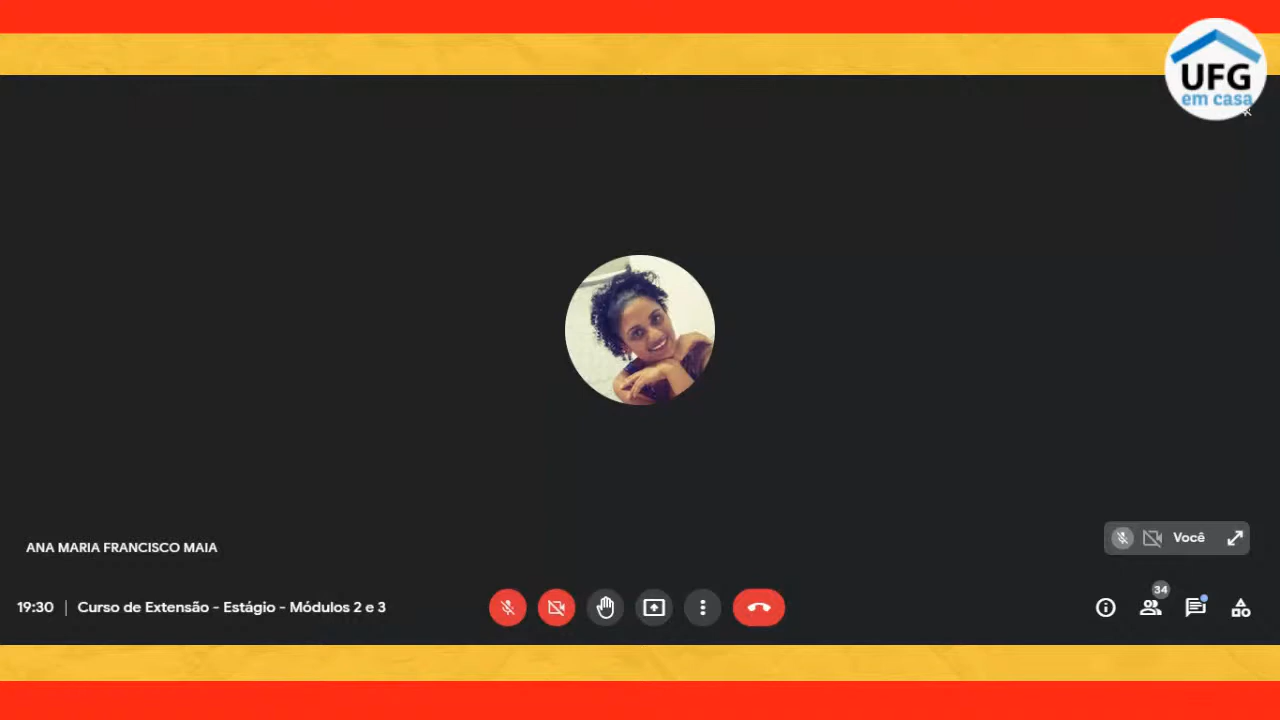 UFG
em casa
ANA MARIA FRANCISCO MAIA
Você
19:30 | Curso de Extensão - Estágio - Módulos 2 e 3
34